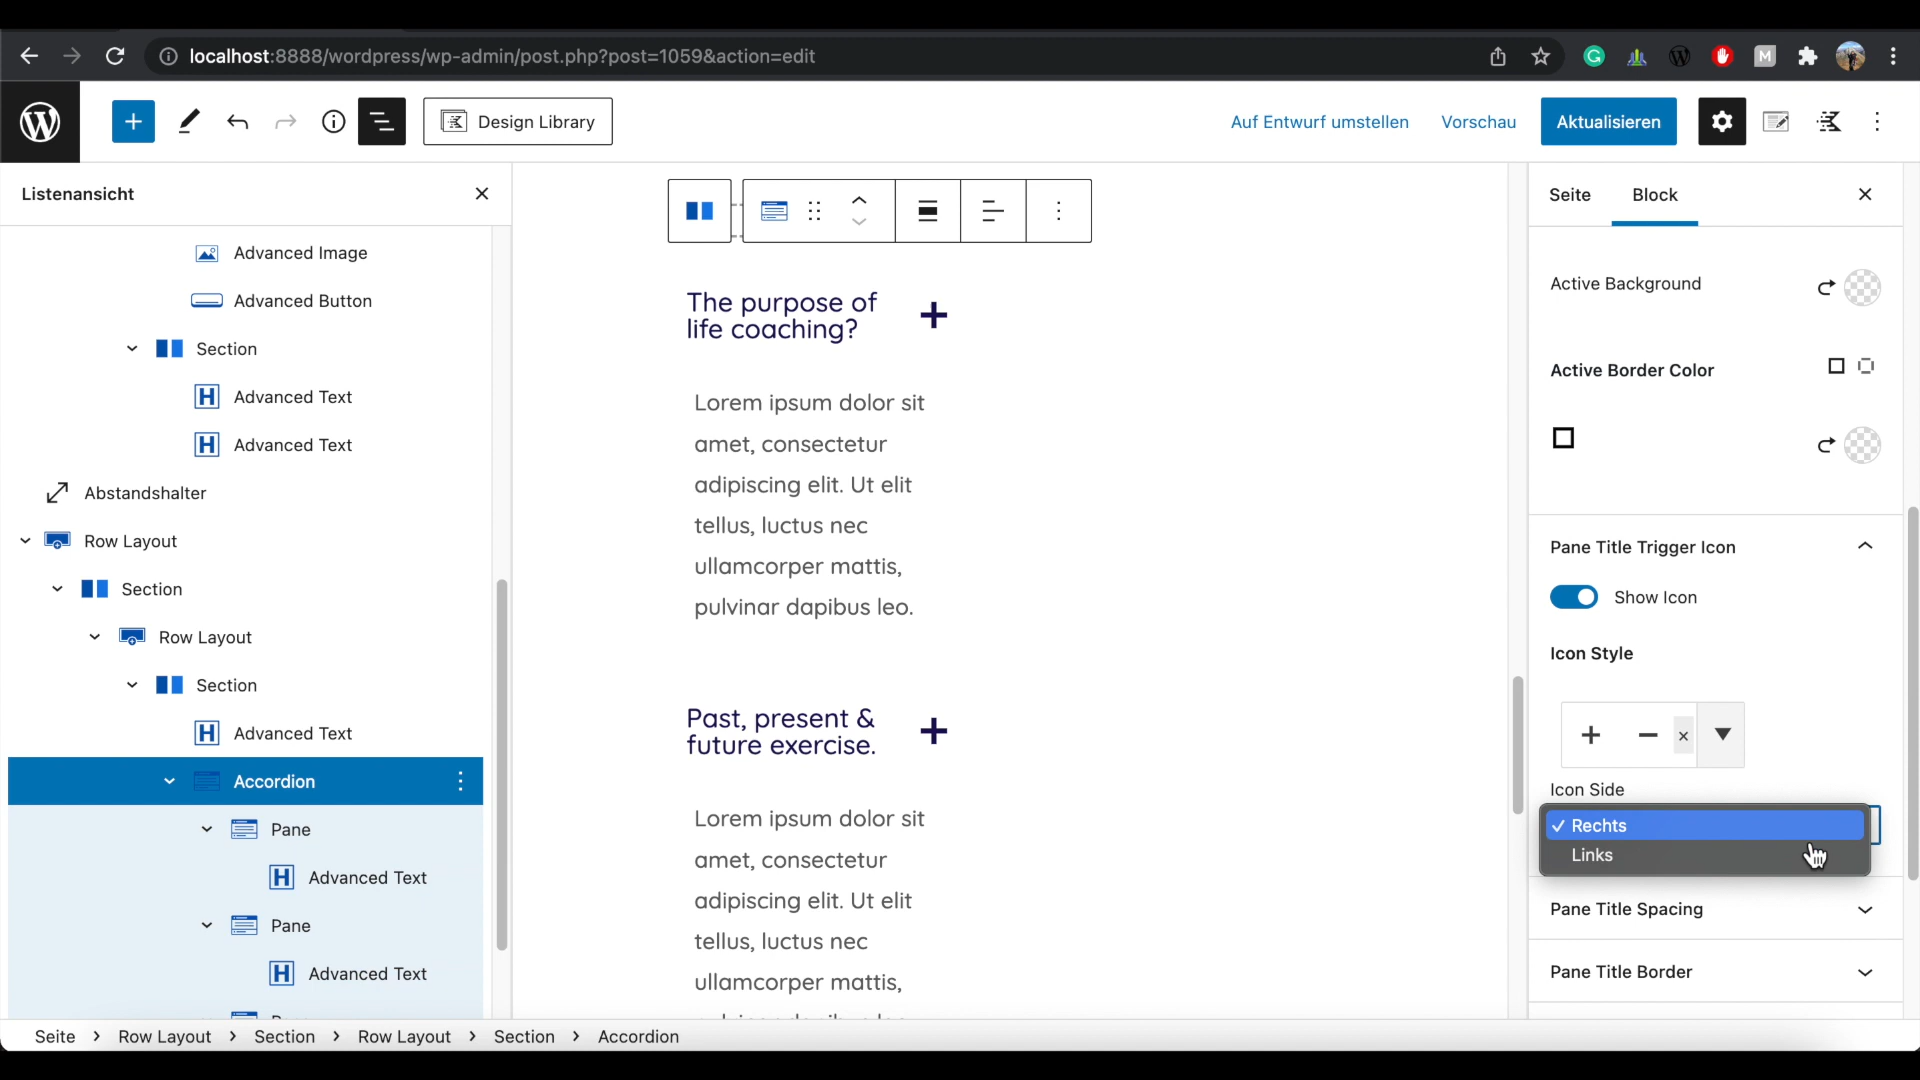 localhost:8888/wordpress/wp-admin/post.php?post=1059&action=edit
Design Library
Auf Entwurf umstellen
Vorschau
Aktualisieren
Listenansicht
Advanced Image
Advanced Button
Section
Advanced Text
Advanced Text
Abstandshalter
Row Layout
Section
Row Layout
Section
Advanced Text
Accordion
Pane
Advanced Text
Pane
Advanced Text
The purpose of
life coaching?
Lorem ipsum dolor sit
amet, consectetur
adipiscing elit. Ut elit
tellus, luctus nec
ullamcorper mattis,
pulvinar dapibus leo.
Past, present &
future exercise.
Lorem ipsum dolor sit
amet, consectetur
adipiscing elit. Ut elit
tellus, luctus nec
ullamcorper mattis,
Seite
Block
Active Background
Active Border Color
Pane Title Trigger Icon
Show Icon
Icon Style
Icon Side
Rechts
Links
Pane Title Spacing
Pane Title Border
Seite > Row Layout > Section > Row Layout > Section > Accordion